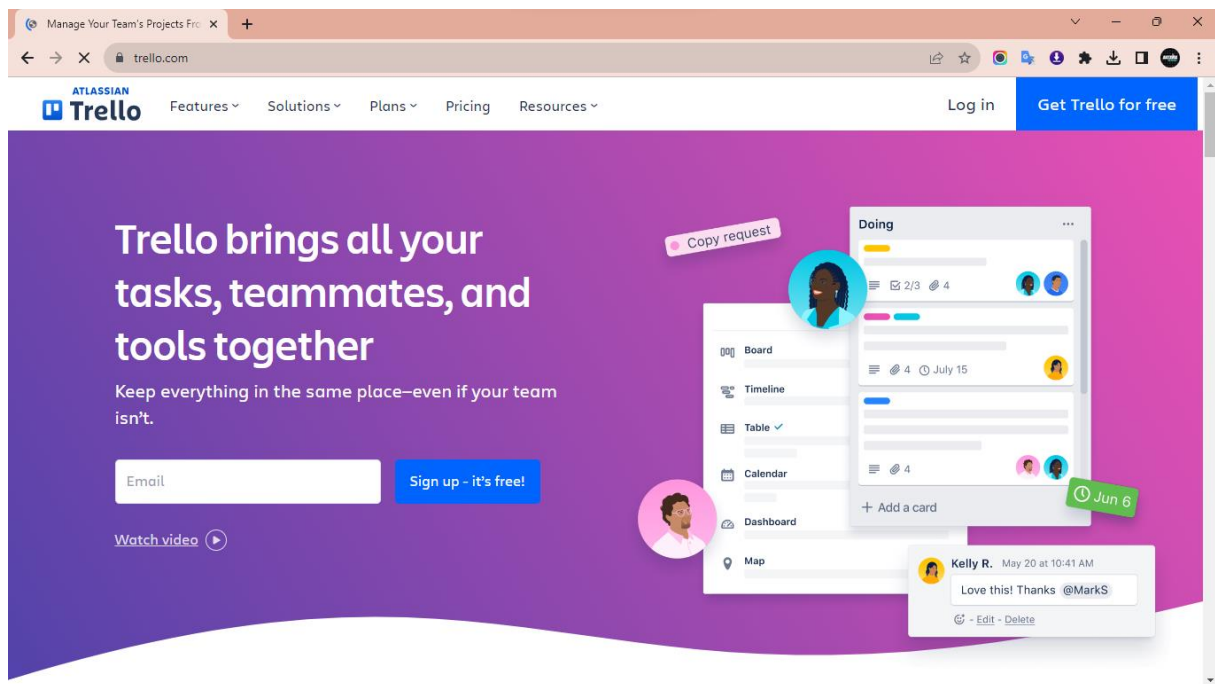 Manage Your Team's Projects Fro
trello.com
ATLASSIAN
Trello
Features
Solutions
Plans
Pricing
Resources
Log in
Get Trello for free
Trello brings all your
tasks, teammates, and
tools together
Keep everything in the same place—even if your team
isn't.
Email
Sign up - it's free!
Watch video
Copy request
Doing
2/3 4
4 July 15
4
+ Add a card
Board
Timeline
Table
Calendar
Dashboard
Map
Jun 6
Kelly R. May 20 at 10:41 AM
Love this! Thanks @MarkS
- Edit - Delete